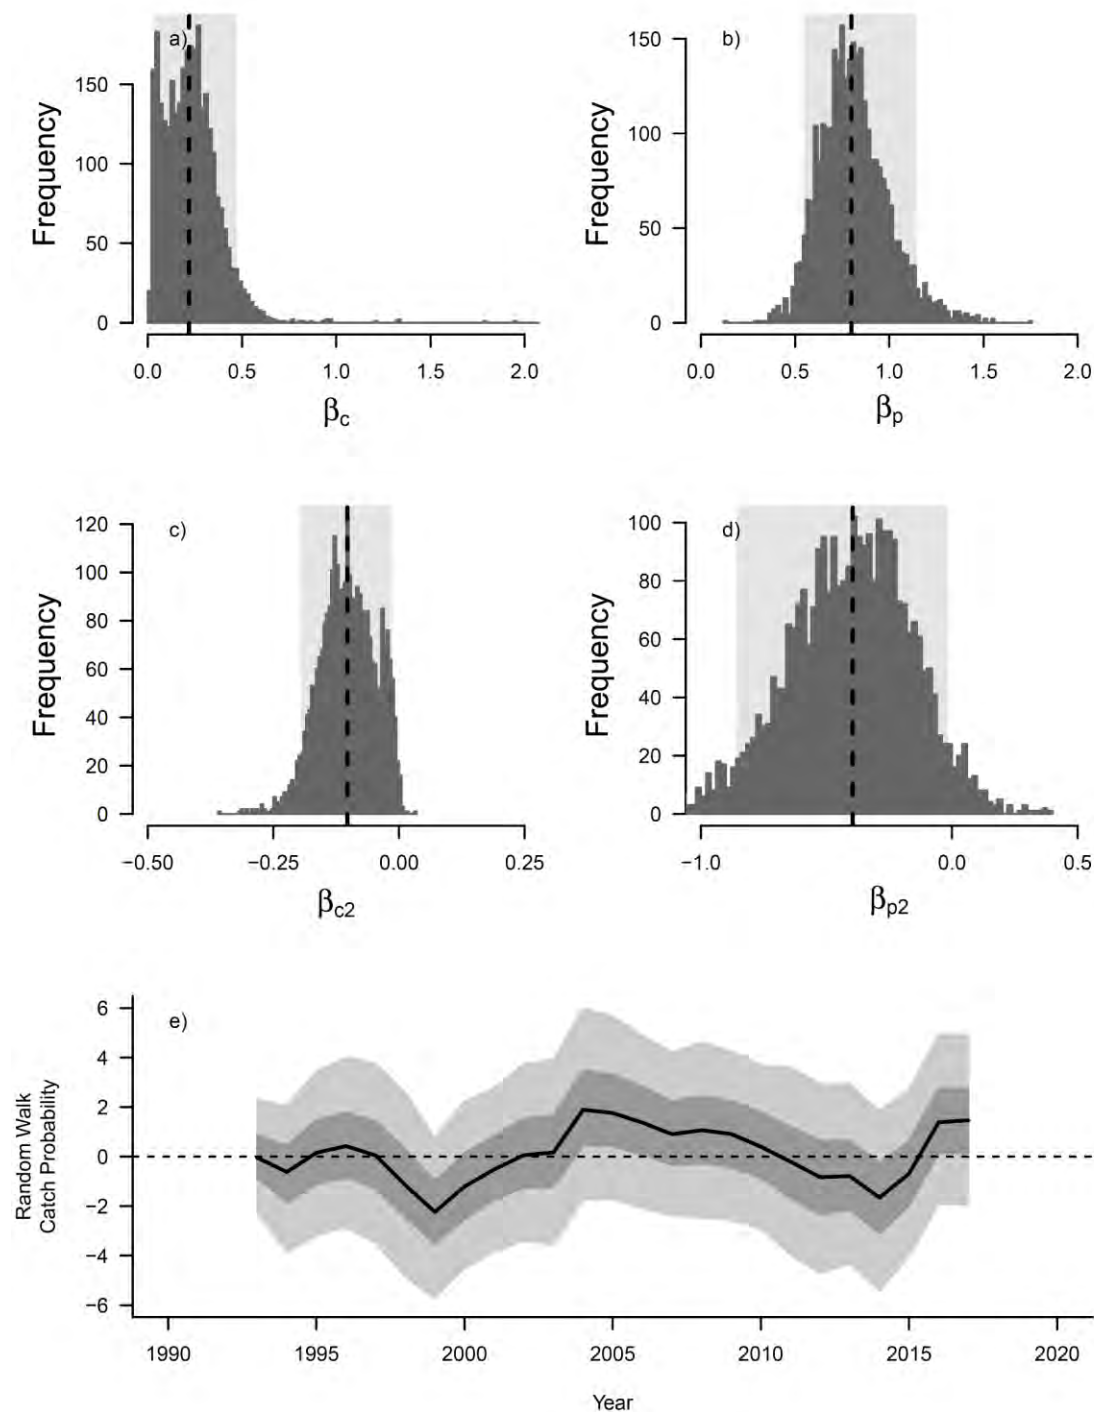 a)
Frequency
150
100
50
0
0.0 0.5 1.0 1.5 2.0
βc
b)
Frequency
150
100
50
0
0.0 0.5 1.0 1.5 2.0
βp
c)
Frequency
120
100
80
60
40
20
0
−0.50 −0.25 0.00 0.25
βc2
d)
Frequency
100
80
60
40
20
0
−1.0 0.0 0.5
βp2
e)
Random Walk
Catch Probability
6
4
2
0
−2
−4
−6
1990 1995 2000 2005 2010 2015 2020
Year